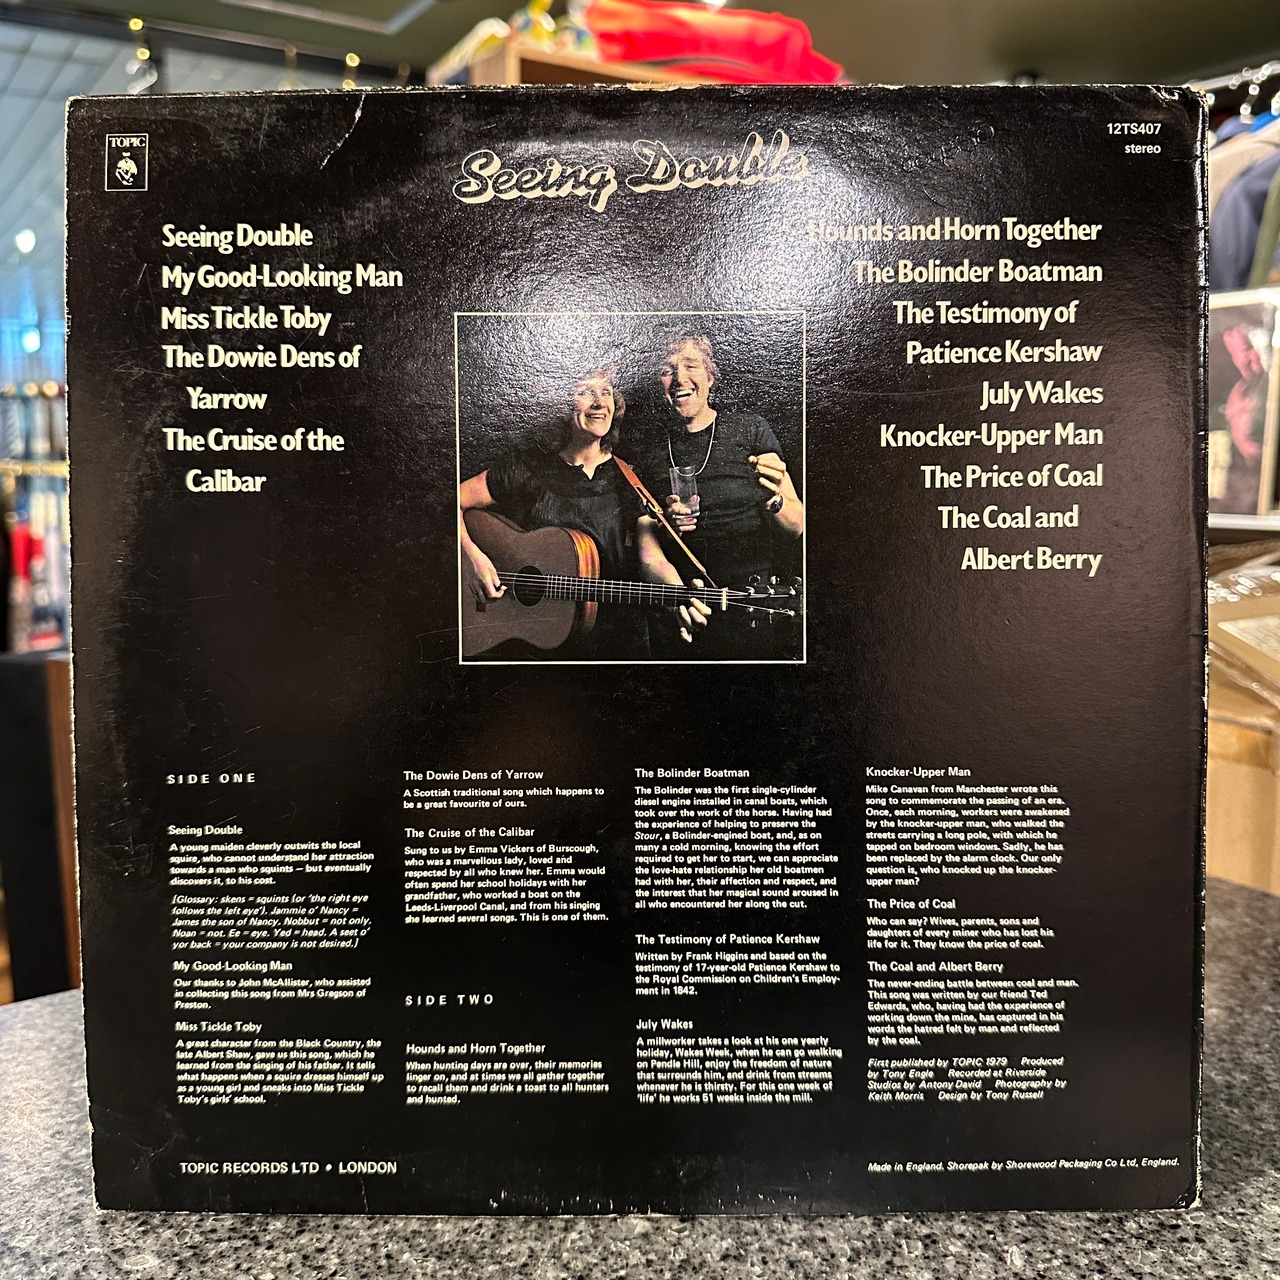 TOPIC
12TS407
stereo
Seeing Double
Seeing Double
My Good-Looking Man
Miss Tickle Toby
The Dowie Dens of
Yarrow
The Cruise of the
Calibar
Hounds and Horn Together
The Bolinder Boatman
The Testimony of
Patience Kershaw
July Wakes
Knocker-Upper Man
The Price of Coal
The Coal and
Albert Berry
SIDE ONE
Seeing Double
A young maiden cleverly outwits the local
squire, who cannot understand her attraction
towards a man who squints — but eventually
discovers it, to his cost.
[Glossary: skens = squints (or 'the right eye
follows the left eye'). Jammie o' Nancy =
James the son of Nancy. Nobbut = not only.
Noan = not. Ee = eye. Yed = head. A seet o'
yor back = your company is not desired.]
My Good-Looking Man
Our thanks to John McAllister, who assisted
in collecting this song from Mrs Gregson of
Preston.
Miss Tickle Toby
A great character from the Black Country, the
late Albert Shaw, gave us this song, which he
learned from the singing of his father. It tells
what happens when a squire dresses himself up
as a young girl and sneaks into Miss Tickle
Toby's girls' school.
The Dowie Dens of Yarrow
A Scottish traditional song which happens to
be a great favourite of ours.
The Cruise of the Calibar
Sung to us by Emma Vickers of Burscough,
who was a marvellous lady, loved and
respected by all who knew her. Emma would
often spend her school holidays with her
grandfather, who worked a boat on the
Leeds-Liverpool Canal, and from his singing
she learned several songs. This is one of them.
SIDE TWO
Hounds and Horn Together
When hunting days are over, their memories
linger on, and at times we all gather together
to recall them and drink a toast to all hunters
and hunted.
The Bolinder Boatman
The Bolinder was the first single-cylinder
diesel engine installed in canal boats, which
took over the work of the horse. Having had
the experience of helping to preserve the
Stour, a Bolinder-engined boat, and, as on
many a cold morning, knowing the effort
required to get her to start, we can appreciate
the love-hate relationship her old boatmen
had with her, their affection and respect, and
the interest that her magical sound aroused in
all who encountered her along the cut.
The Testimony of Patience Kershaw
Written by Frank Higgins and based on the
testimony of 17-year-old Patience Kershaw to
the Royal Commission on Children's Employ-
ment in 1842.
July Wakes
A millworker takes a look at his one yearly
holiday, Wakes Week, when he can go walking
on Pendle Hill, enjoy the freedom of nature
that surrounds him, and drink from streams
whenever he is thirsty. For this one week of
'life' he works 51 weeks inside the mill.
Knocker-Upper Man
Mike Canavan from Manchester wrote this
song to commemorate the passing of an era.
Once, each morning, workers were awakened
by the knocker-upper man, who walked the
streets carrying a long pole, with which he
tapped on bedroom windows. Sadly, he has
been replaced by the alarm clock. Our only
question is, who knocked up the knocker-
upper man?
The Price of Coal
Who can say? Wives, parents, sons and
daughters of every miner who has lost his
life for it. They know the price of coal.
The Coal and Albert Berry
The never-ending battle between coal and man.
This song was written by our friend Ted
Edwards, who, having had the experience of
working down the mine, has captured in his
words the hatred felt by man and reflected
by the coal.
First published by TOPIC 1979 Produced
by Tony Engle Recorded at Riverside
Studios by Antony David Photography by
Keith Morris Design by Tony Russell
TOPIC RECORDS LTD • LONDON
Made in England. Shorepak by Shorewood Packaging Co Ltd, England.